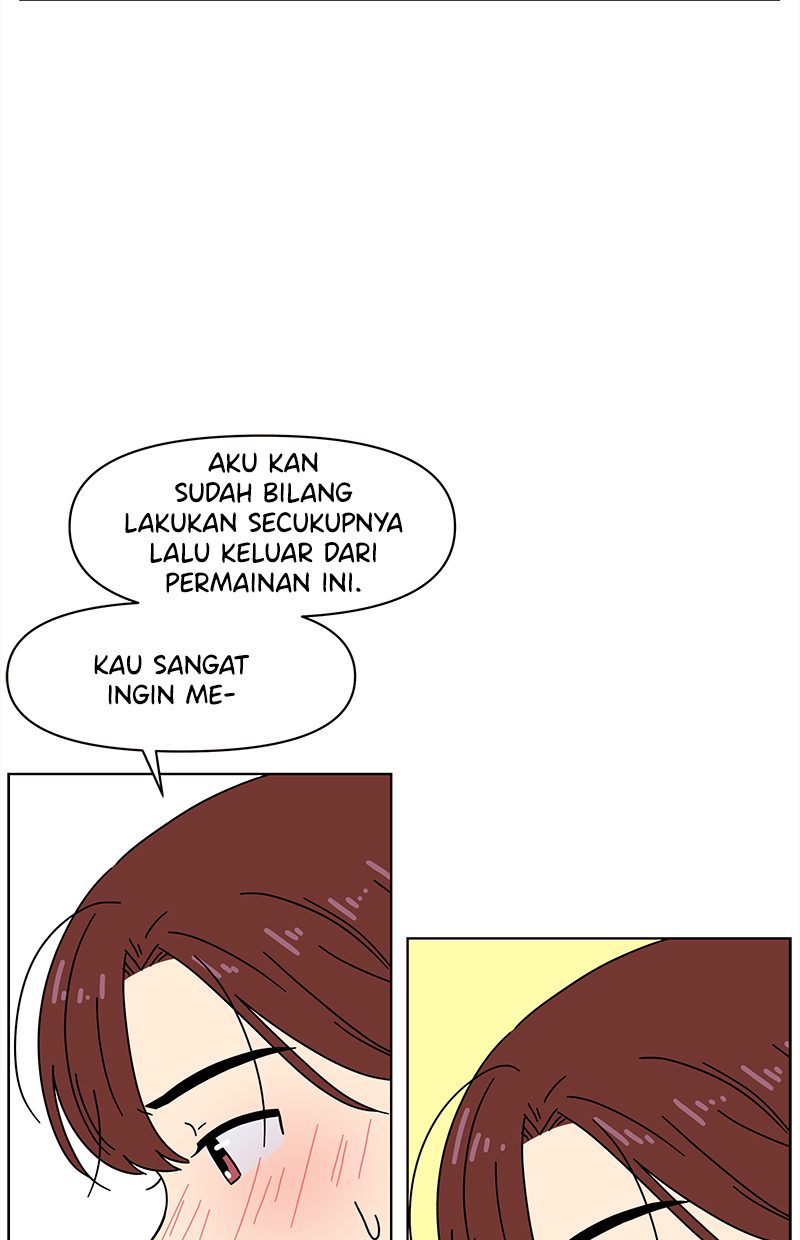 AKU KAN
SUDAH BILANG
LAKUKAN SECUKUPNYA
LALU KELUAR DARI
PERMAINAN INI.
KAU SANGAT
INGIN ME-